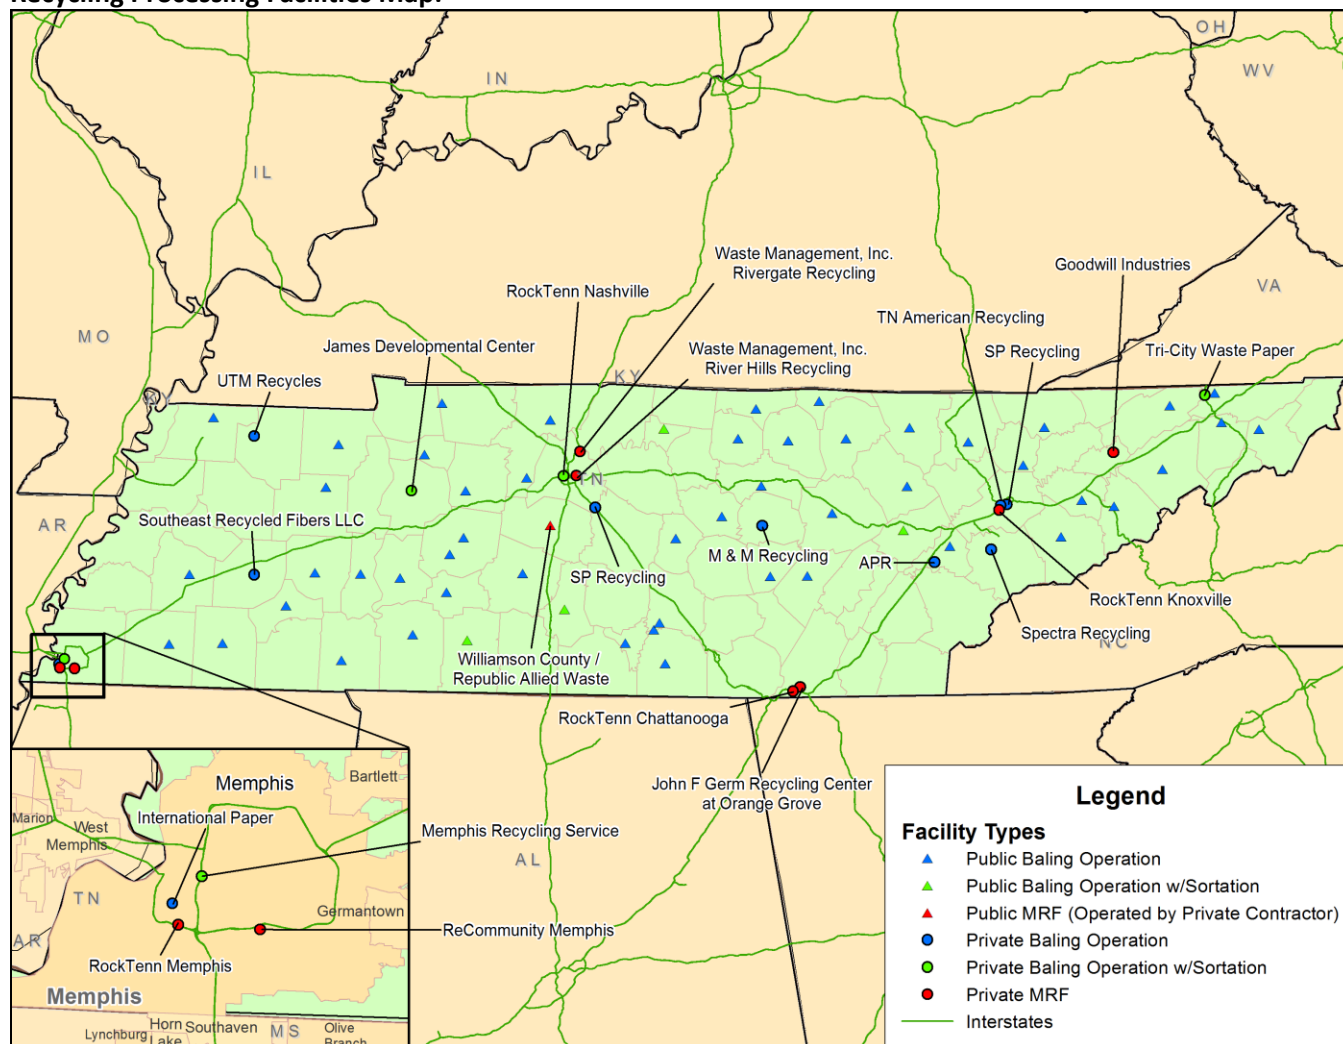 Recycling Processing Facilities Map:
OH
IN
WV
IL
Waste Management, Inc.
Rivergate Recycling
Goodwill Industries
VA
RockTenn Nashville
TN American Recycling
MO
James Developmental Center
Waste Management, Inc.
River Hills Recycling
SP Recycling
Tri-City Waste Paper
UTM Recycles
KY
KY
TN
AR
Southeast Recycled Fibers LLC
SP Recycling
M & M Recycling
APR
RockTenn Knoxville
Spectra Recycling
NC
Williamson County /
Republic Allied Waste
RockTenn Chattanooga
John F Germ Recycling Center
at Orange Grove
AL
Memphis
Bartlett
International Paper
Marion
West
Memphis
Memphis Recycling Service
TN
Germantown
AR
ReCommunity Memphis
RockTenn Memphis
Memphis
Lynchburg
Horn
Lake
Southaven
MS
Olive
Branch
Legend
Facility Types
Public Baling Operation
Public Baling Operation w/Sortation
Public MRF (Operated by Private Contractor)
Private Baling Operation
Private Baling Operation w/Sortation
Private MRF
Interstates